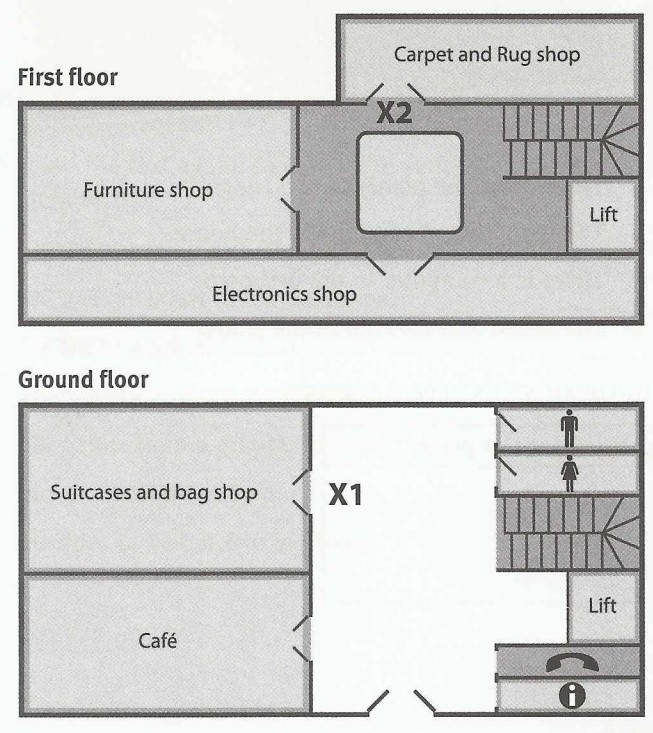 Carpet and Rug shop
First floor
X2
Furniture shop
Lift
Electronics shop
Ground floor
Suitcases and bag shop
X1
Lift
Café
i